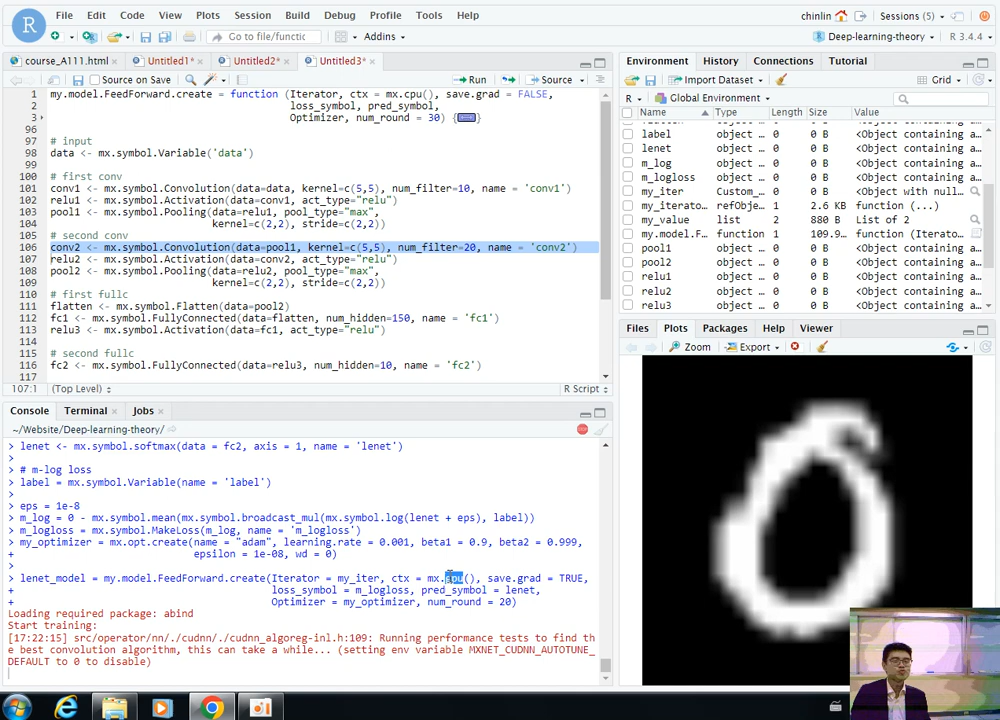 File Edit Code View Plots Session Build Debug Profile Tools Help
chinlin Sessions (5)
R Go to file/functic Addins
Deep-learning-theory R 3.4.4
course_A111.html Untitled1* Untitled2* Untitled3*
Source on Save Run Source
1 my.model.FeedForward.create = function (Iterator, ctx = mx.cpu(), save.grad = FALSE,
2 loss_symbol, pred_symbol,
3 Optimizer, num_round = 30) {
96
97 # input
98 data <- mx.symbol.Variable('data')
99
100 # first conv
101 conv1 <- mx.symbol.Convolution(data=data, kernel=c(5,5), num_filter=10, name = 'conv1')
102 relu1 <- mx.symbol.Activation(data=conv1, act_type="relu")
103 pool1 <- mx.symbol.Pooling(data=relu1, pool_type="max",
104 kernel=c(2,2), stride=c(2,2))
105 # second conv
106 conv2 <- mx.symbol.Convolution(data=pool1, kernel=c(5,5), num_filter=20, name = 'conv2')
107 relu2 <- mx.symbol.Activation(data=conv2, act_type="relu")
108 pool2 <- mx.symbol.Pooling(data=relu2, pool_type="max",
109 kernel=c(2,2), stride=c(2,2))
110 # first fullc
111 flatten <- mx.symbol.Flatten(data=pool2)
112 fc1 <- mx.symbol.FullyConnected(data=flatten, num_hidden=150, name = 'fc1')
113 relu3 <- mx.symbol.Activation(data=fc1, act_type="relu")
114
115 # second fullc
116 fc2 <- mx.symbol.FullyConnected(data=relu3, num_hidden=10, name = 'fc2')
117
107:1 (Top Level) R Script
Console Terminal Jobs
~/Website/Deep-learning-theory/
> lenet <- mx.symbol.softmax(data = fc2, axis = 1, name = 'lenet')
>
> # m-log loss
> label = mx.symbol.Variable(name = 'label')
>
> eps = 1e-8
> m_log = 0 - mx.symbol.mean(mx.symbol.broadcast_mul(mx.symbol.log(lenet + eps), label))
> m_logloss = mx.symbol.MakeLoss(m_log, name = 'm_logloss')
> my_optimizer = mx.opt.create(name = "adam", learning.rate = 0.001, beta1 = 0.9, beta2 = 0.999,
+ epsilon = 1e-08, wd = 0)
>
> lenet_model = my.model.FeedForward.create(Iterator = my_iter, ctx = mx.gpu(), save.grad = TRUE,
+ loss_symbol = m_logloss, pred_symbol = lenet,
+ Optimizer = my_optimizer, num_round = 20)
Loading required package: abind
Start training:
[17:22:15] src/operator/nn/./cudnn/./cudnn_algoreg-inl.h:109: Running performance tests to find th
e best convolution algorithm, this can take a while... (setting env variable MXNET_CUDNN_AUTOTUNE_
DEFAULT to 0 to disable)
Environment History Connections Tutorial
Import Dataset Grid
R Global Environment
Name Type Length Size Value
label object … 0 0 B <Object containing a…
lenet object … 0 0 B <Object containing a…
m_log object … 0 0 B <Object containing a…
m_logloss object … 0 0 B <Object containing a…
my_iter Custom_… 0 0 B <Object with null…
my_iterato… refObje… 1 2.6 KB function (...)
my_value list 2 880 B List of 2
my.model.F… function 1 109.9… function (Iterato…
pool1 object … 0 0 B <Object containing a…
pool2 object … 0 0 B <Object containing a…
relu1 object … 0 0 B <Object containing a…
relu2 object … 0 0 B <Object containing a…
relu3 object … 0 0 B <Object containing a…
Files Plots Packages Help Viewer
Zoom Export